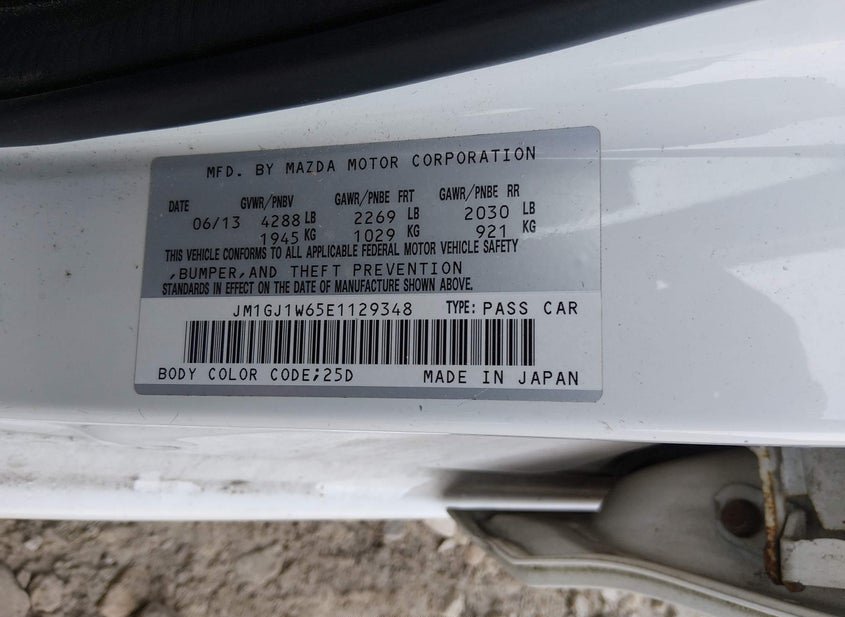 MFD. BY MAZDA MOTOR CORPORATION
DATE GVWR/PNBV GAWR/PNBE FRT GAWR/PNBE RR
06/13 4288 LB 2269 LB 2030 LB
1945 KG 1029 KG 921 KG
THIS VEHICLE CONFORMS TO ALL APPLICABLE FEDERAL MOTOR VEHICLE SAFETY
,BUMPER,AND THEFT PREVENTION
STANDARDS IN EFFECT ON THE DATE OF MANUFACTURE SHOWN ABOVE.
JM1GJ1W65E1129348 TYPE: PASS CAR
BODY COLOR CODE;25D MADE IN JAPAN